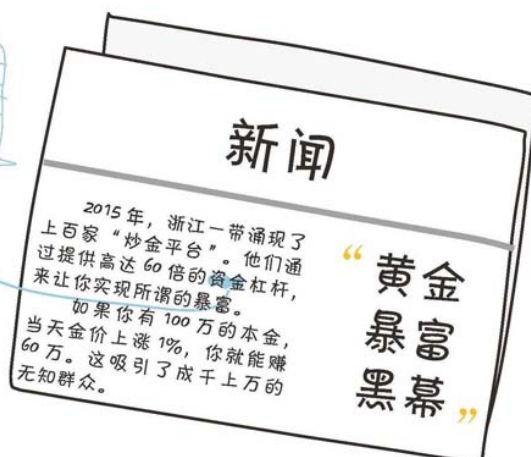 新闻
2015年，浙江一带涌现了
上百家“炒金平台”。他们通
过提供高达60倍的资金杠杆，
来让你实现所谓的暴富。
如果你有100万的本金，
当天金价上涨1%，你就能赚
60万。这吸引了成千上万的
无知群众。
“黄金
暴富
黑幕”